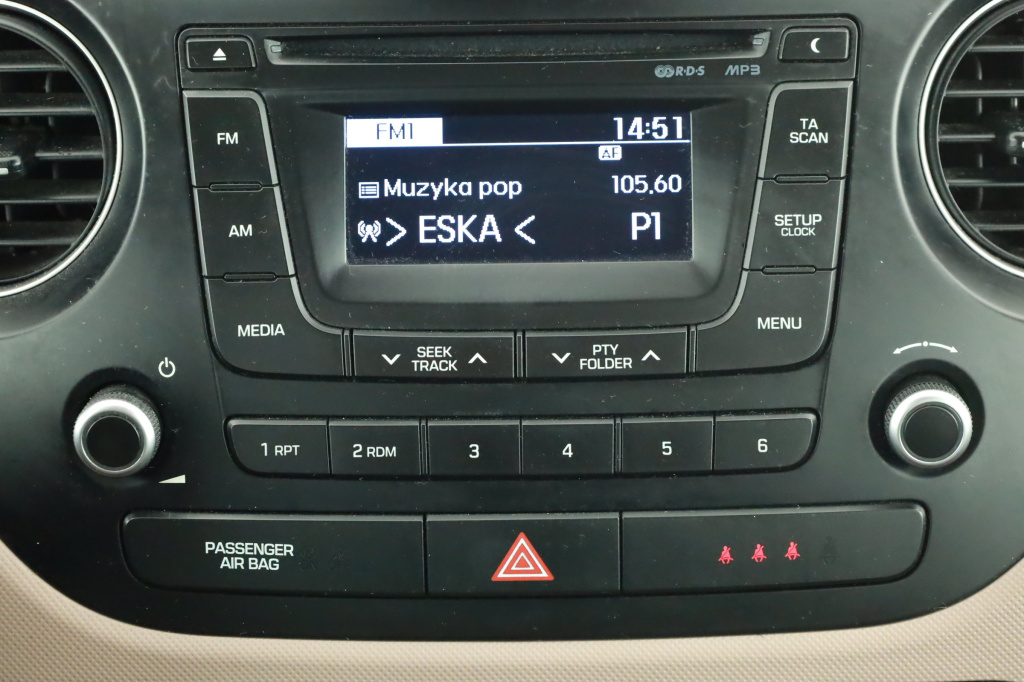 RDS MP3
FM
AM
MEDIA
FM1 14:51
AF
Muzyka pop 105.60
> ESKA < P1
TA
SCAN
SETUP
CLOCK
MENU
SEEK
TRACK
PTY
FOLDER
1 RPT 2 RDM 3 4 5 6
PASSENGER
AIR BAG